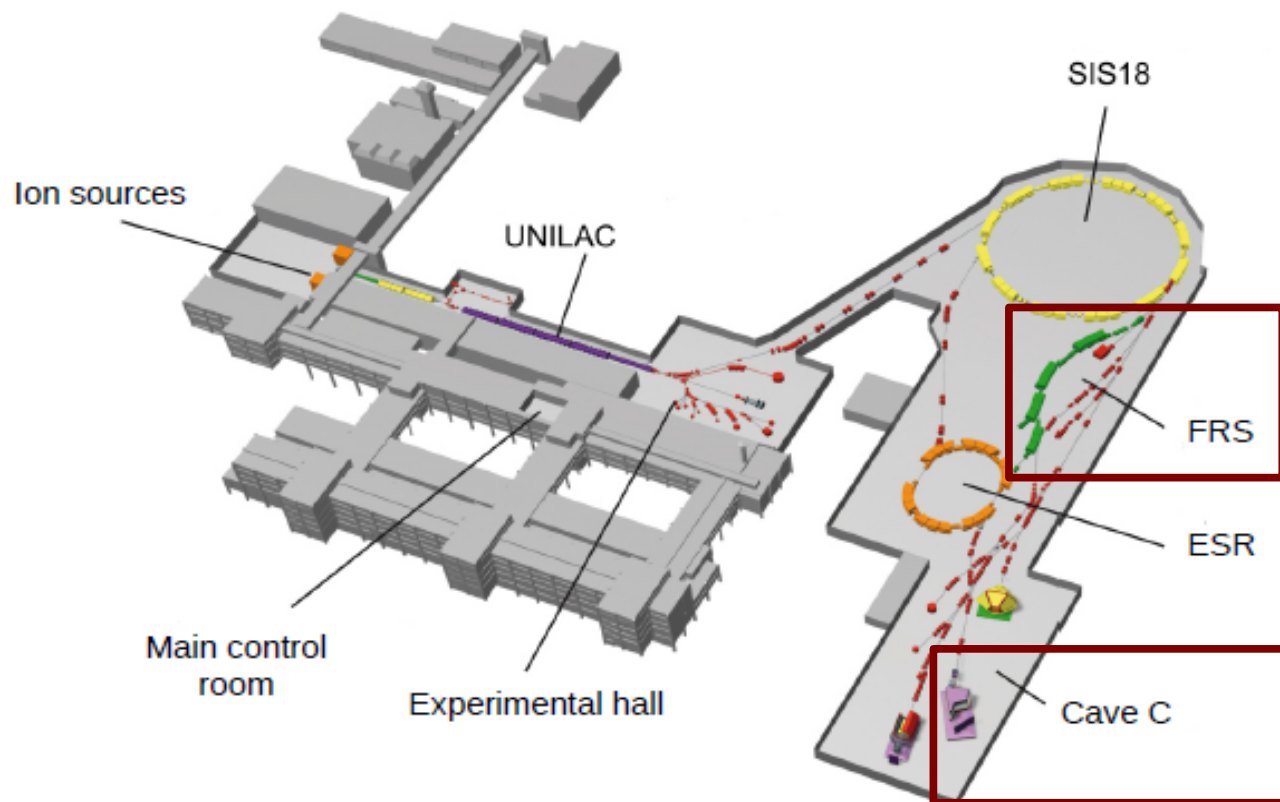 SIS18
Ion sources
UNILAC
FRS
ESR
Main control
room
Experimental hall
Cave C